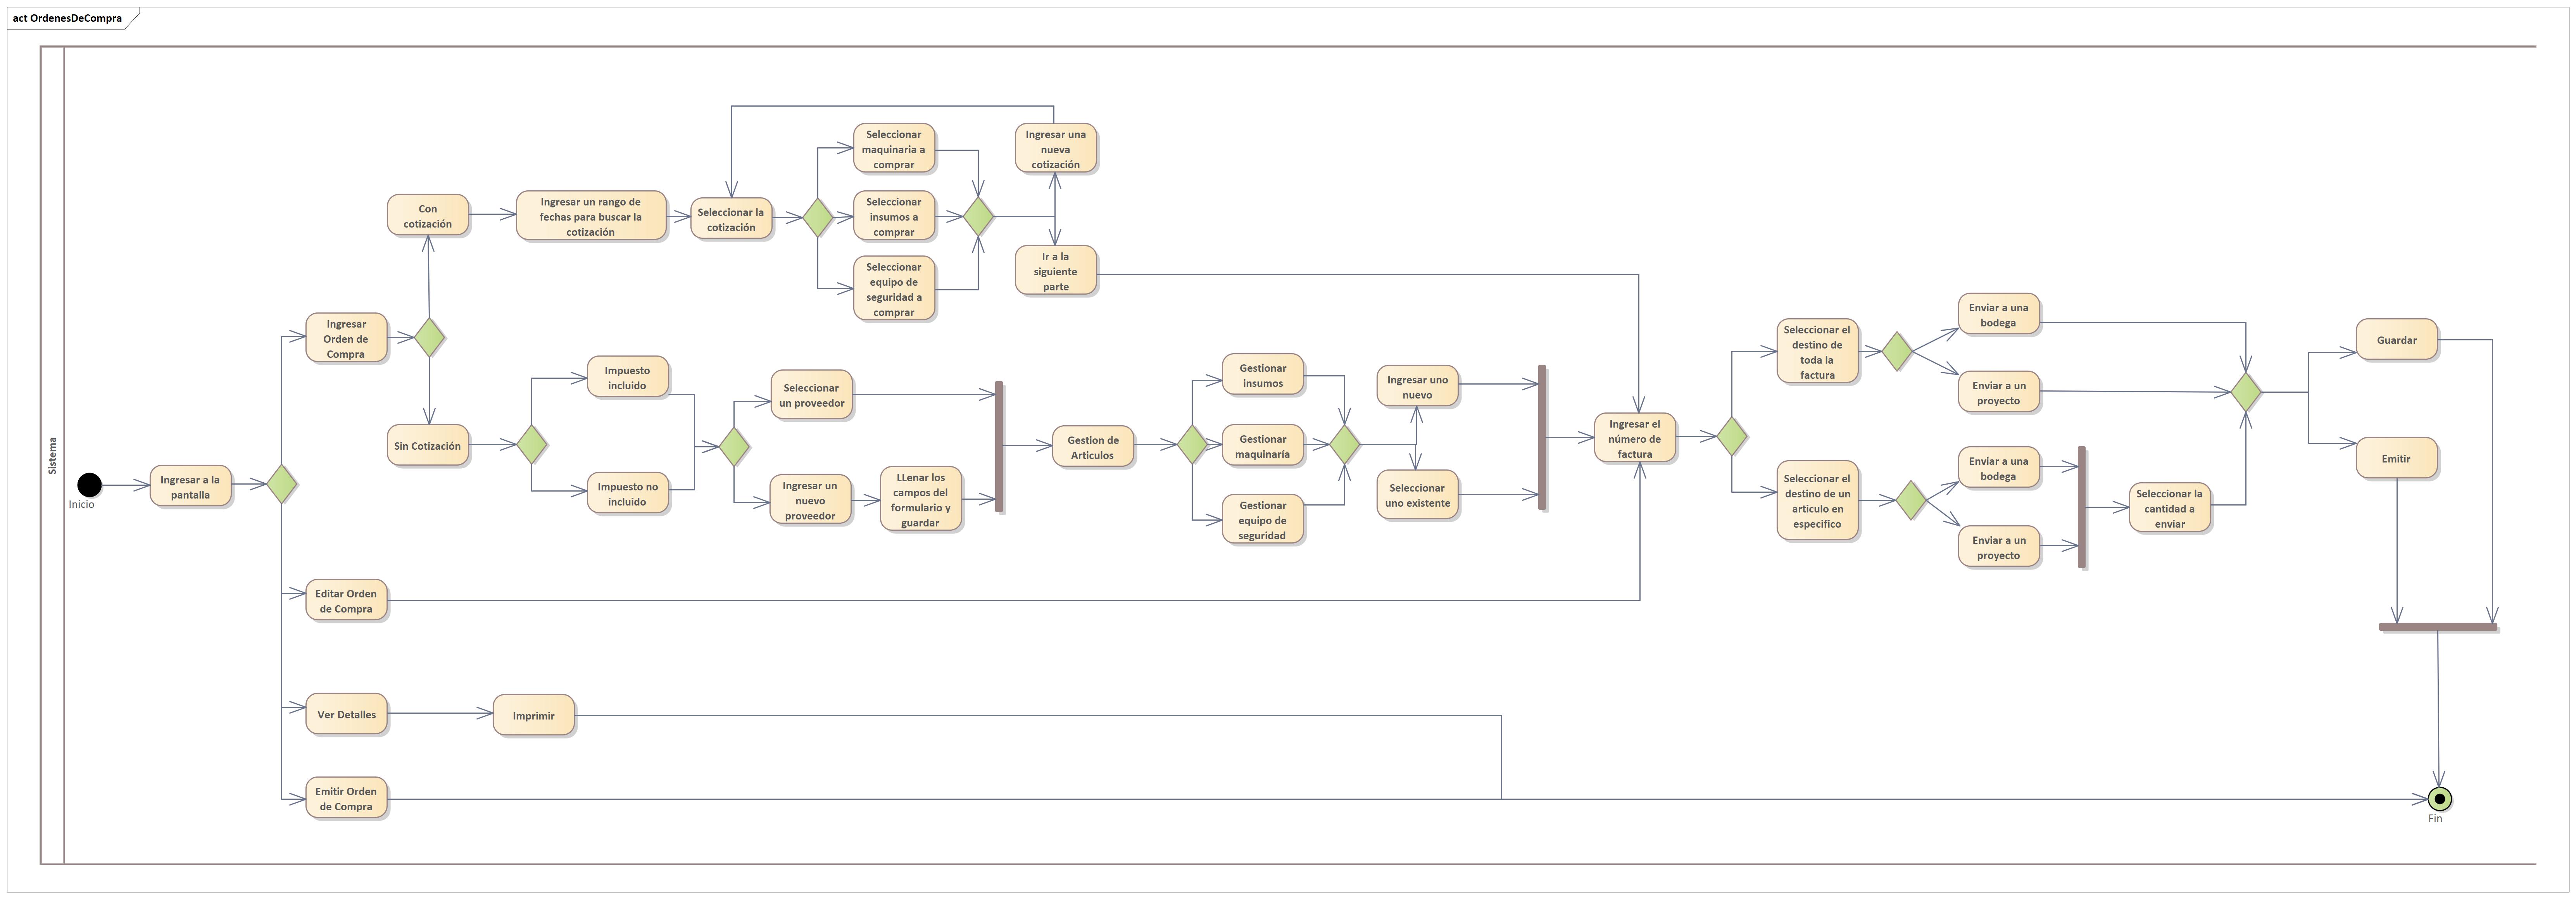 act OrdenesDeCompra
Sistema
Inicio
Ingresar a la
pantalla
Ingresar
Orden de
Compra
Con
cotización
Ingresar un rango de
fechas para buscar la
cotización
Seleccionar la
cotización
Seleccionar
maquinaria a
comprar
Seleccionar
insumos a
comprar
Seleccionar
equipo de
seguridad a
comprar
Ingresar una
nueva
cotización
Ir a la
siguiente
parte
Sin Cotización
Impuesto
incluido
Impuesto no
incluido
Seleccionar
un proveedor
Ingresar un
nuevo
proveedor
LLenar los
campos del
formulario y
guardar
Gestion de
Articulos
Gestionar
insumos
Gestionar
maquinaría
Gestionar
equipo de
seguridad
Ingresar uno
nuevo
Seleccionar
uno existente
Ingresar el
número de
factura
Seleccionar el
destino de
toda la
factura
Enviar a una
bodega
Enviar a un
proyecto
Seleccionar el
destino de un
articulo en
especifico
Enviar a una
bodega
Enviar a un
proyecto
Seleccionar la
cantidad a
enviar
Guardar
Emitir
Editar Orden
de Compra
Ver Detalles
Imprimir
Emitir Orden
de Compra
Fin